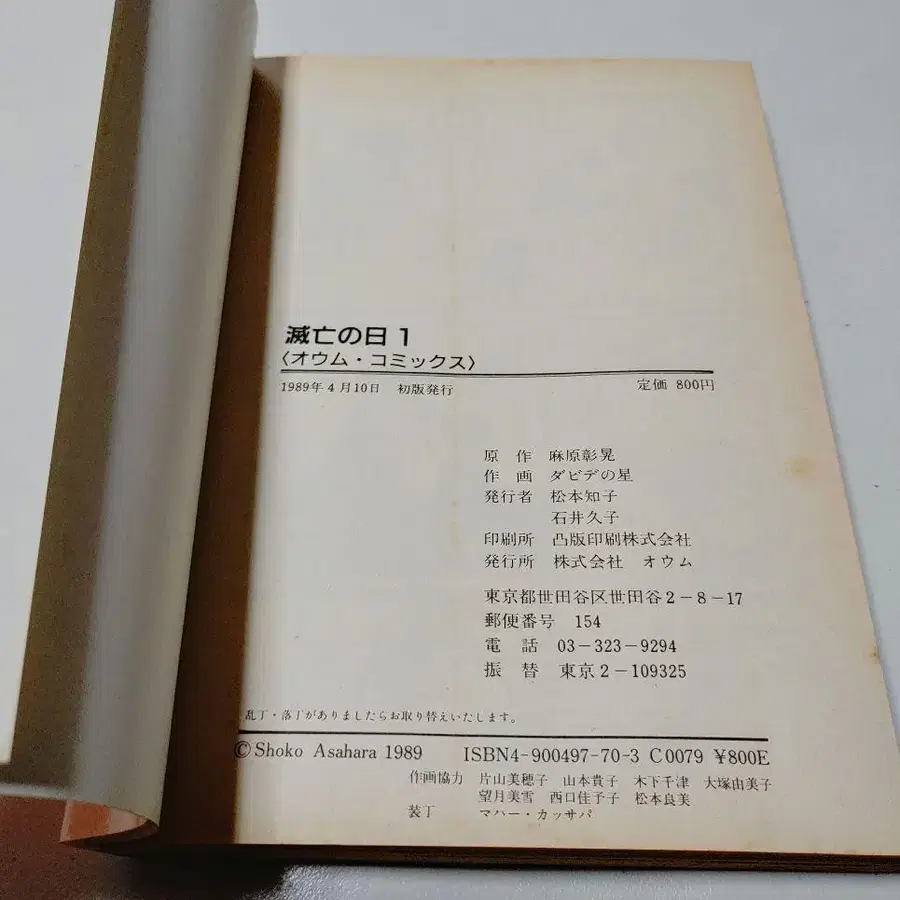 滅亡の日 1
〈オウム・コミックス〉
1989年4月10日　初版発行　定価 800円
原　作　麻原彰晃
作　画　ダビデの星
発行者　松本知子
石井久子
印刷所　凸版印刷株式会社
発行所　株式会社　オウム
東京都世田谷区世田谷2-8-17
郵便番号　154
電　話　03-323-9294
振　替　東京2-109325
乱丁・落丁がありましたらお取り替えいたします。
©Shoko Asahara 1989　ISBN4-900497-70-3 C0079 ¥800E
作画協力　片山美穂子　山本貴子　木下千津　大塚由美子
望月美雪　西口佳予子　松本良美
装丁　マハー・カッサパ